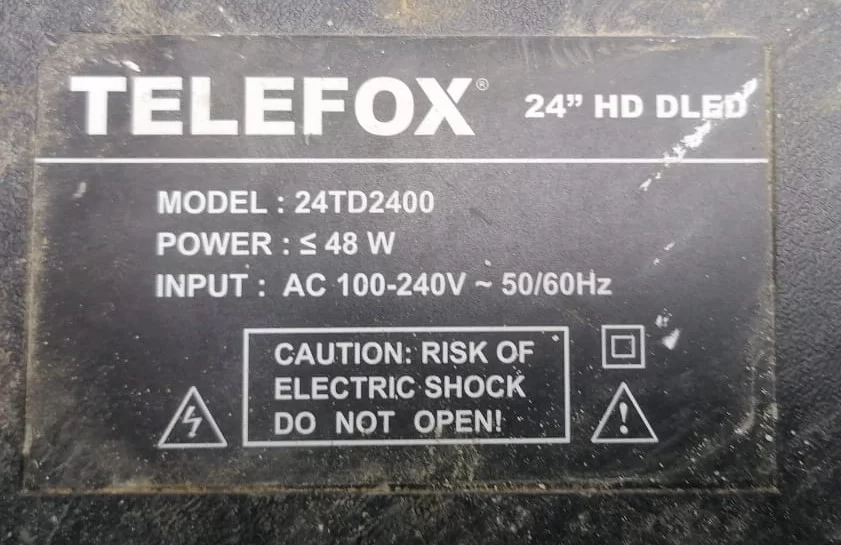 TELEFOX® 24” HD DLED
MODEL : 24TD2400
POWER : ≤ 48 W
INPUT : AC 100-240V ~ 50/60Hz
CAUTION: RISK OF
ELECTRIC SHOCK
DO NOT OPEN!